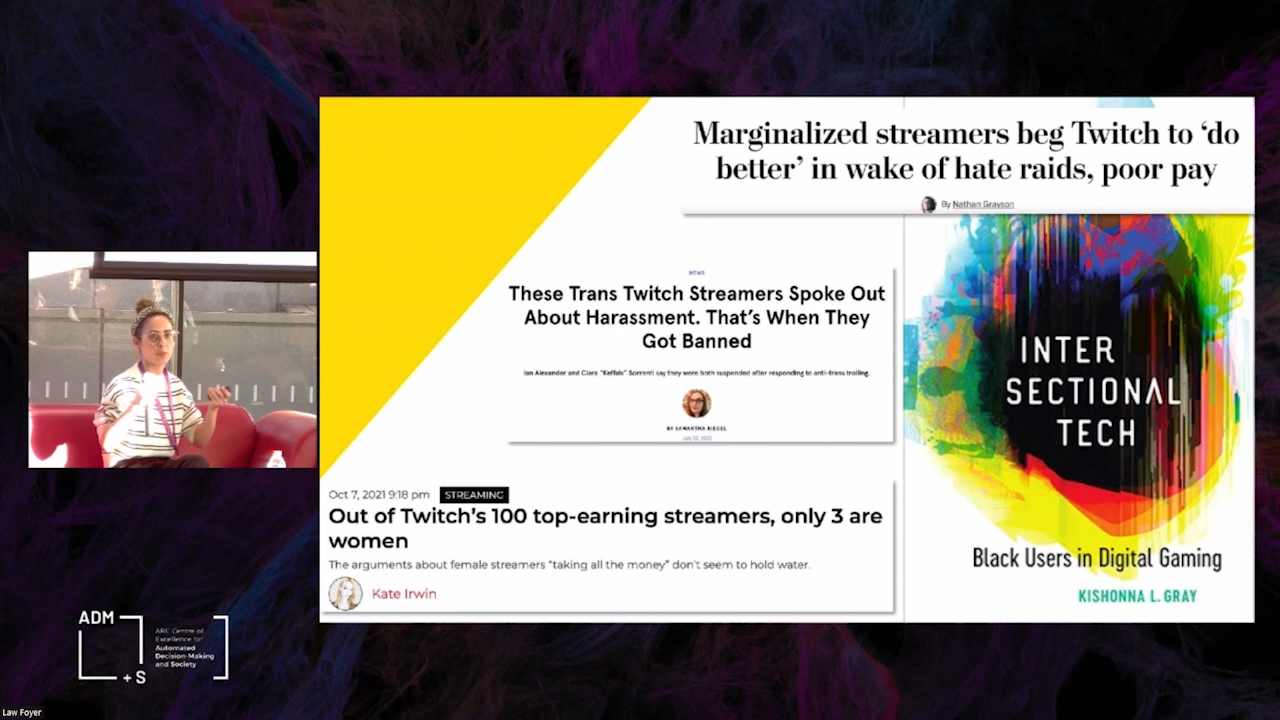 Marginalized streamers beg Twitch to ‘do
better’ in wake of hate raids, poor pay
By Nathan Grayson
NEWS
These Trans Twitch Streamers Spoke Out
About Harassment. That’s When They
Got Banned
Ian Alexander and Clara "Keffals" Sorrenti say they were both suspended after responding to anti-trans trolling.
BY SAMANTHA RIEDEL
July 22, 2022
Oct 7, 2021 9:18 pm STREAMING
Out of Twitch’s 100 top-earning streamers, only 3 are
women
The arguments about female streamers “taking all the money” don’t seem to hold water.
Kate Irwin
INTER
SECTIONAL
TECH
Black Users in Digital Gaming
KISHONNA L. GRAY
ADM
+ S
ARC Centre of
Excellence for
Automated
Decision-Making
and Society
Law Foyer